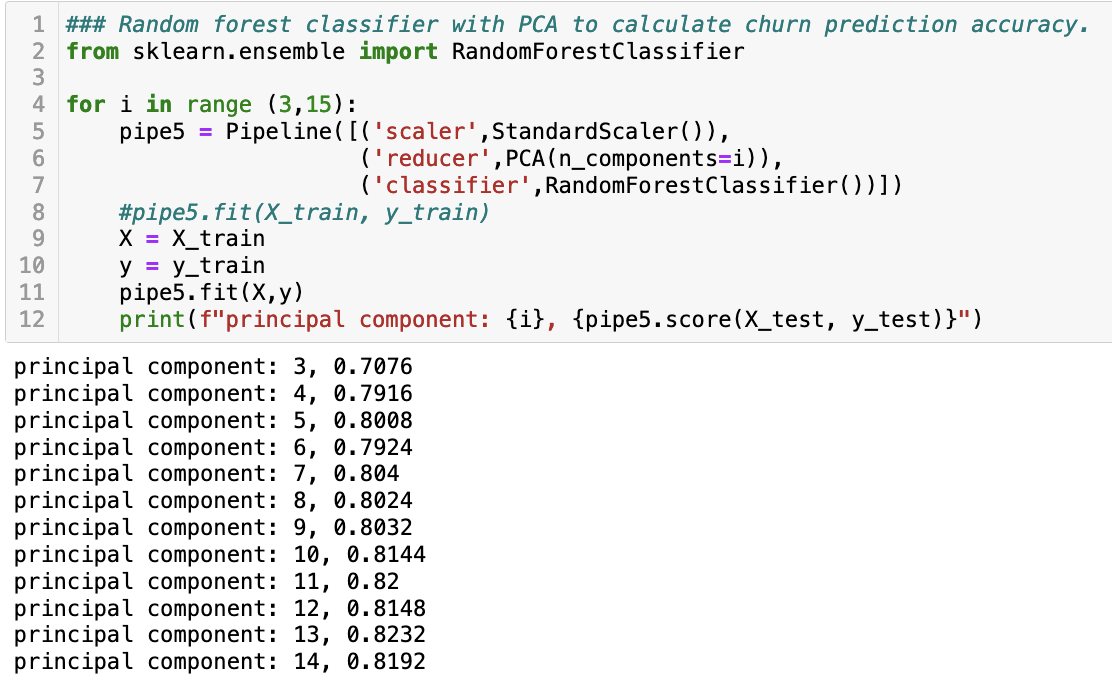 1 ### Random forest classifier with PCA to calculate churn prediction accuracy.
2 from sklearn.ensemble import RandomForestClassifier
3
4 for i in range (3,15):
5     pipe5 = Pipeline([('scaler',StandardScaler()),
6                       ('reducer',PCA(n_components=i)),
7                       ('classifier',RandomForestClassifier())])
8     #pipe5.fit(X_train, y_train)
9     X = X_train
10     y = y_train
11     pipe5.fit(X,y)
12     print(f"principal component: {i}, {pipe5.score(X_test, y_test)}")
principal component: 3, 0.7076
principal component: 4, 0.7916
principal component: 5, 0.8008
principal component: 6, 0.7924
principal component: 7, 0.804
principal component: 8, 0.8024
principal component: 9, 0.8032
principal component: 10, 0.8144
principal component: 11, 0.82
principal component: 12, 0.8148
principal component: 13, 0.8232
principal component: 14, 0.8192